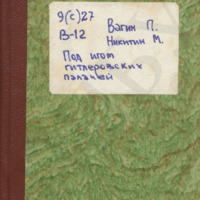 9(с)27
В-12
Вагин П.
Никитин М.
Под игом
гитлеровских
палачей